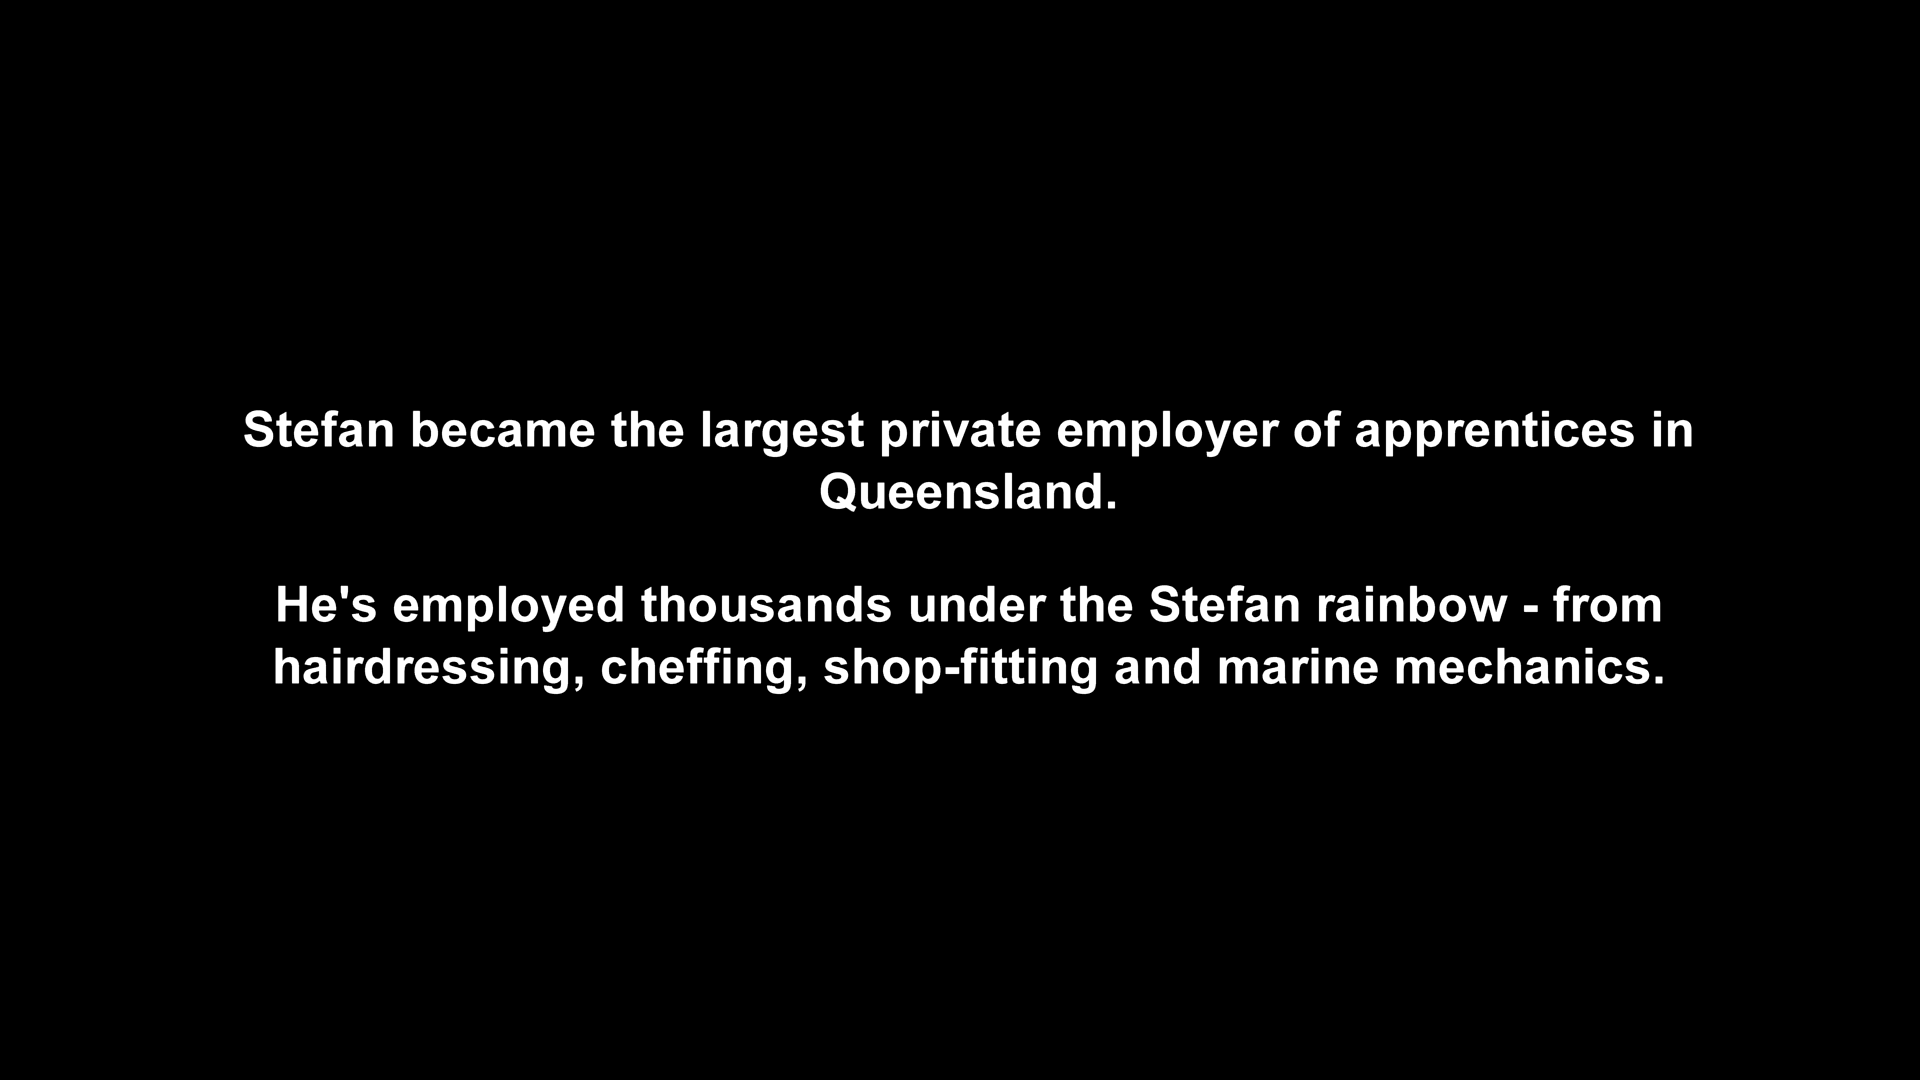 Stefan became the largest private employer of apprentices in
Queensland.
He's employed thousands under the Stefan rainbow - from
hairdressing, cheffing, shop-fitting and marine mechanics.